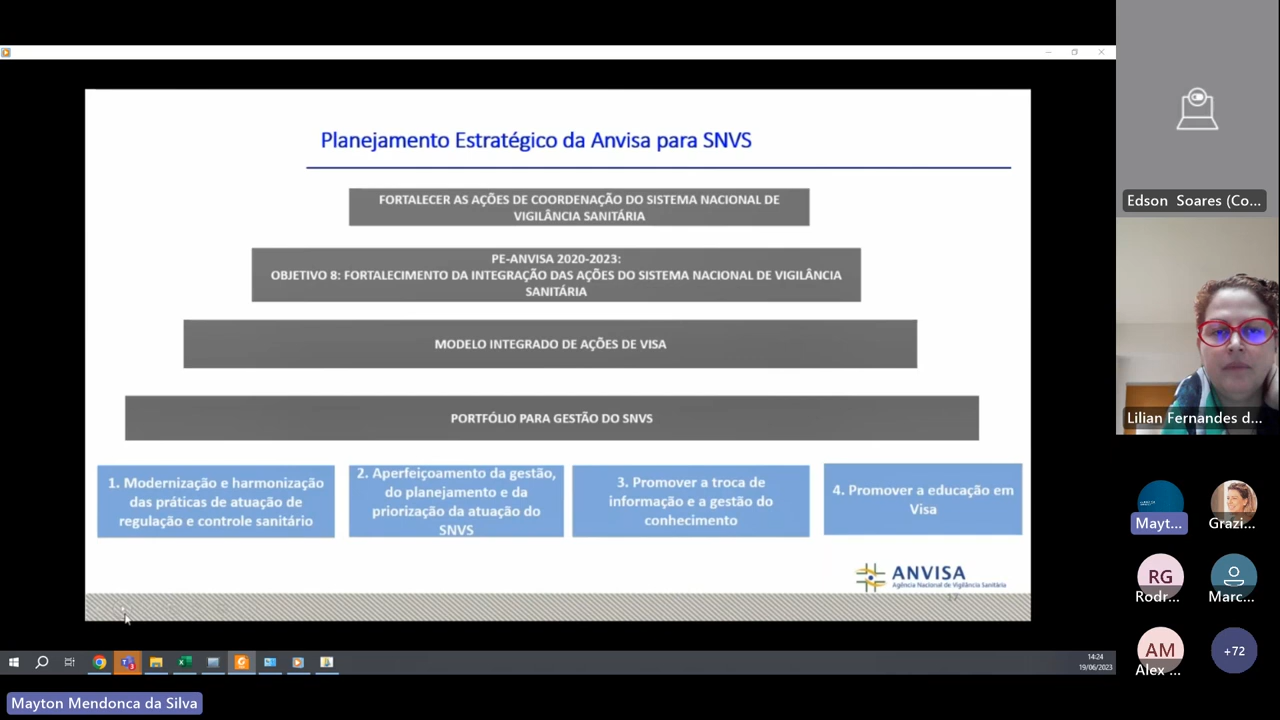 Planejamento Estratégico da Anvisa para SNVS
FORTALECER AS AÇÕES DE COORDENAÇÃO DO SISTEMA NACIONAL DE
VIGILÂNCIA SANITÁRIA
PE-ANVISA 2020-2023:
OBJETIVO 8: FORTALECIMENTO DA INTEGRAÇÃO DAS AÇÕES DO SISTEMA NACIONAL DE VIGILÂNCIA
SANITÁRIA
MODELO INTEGRADO DE AÇÕES DE VISA
PORTFÓLIO PARA GESTÃO DO SNVS
1. Modernização e harmonização
das práticas de atuação de
regulação e controle sanitário
2. Aperfeiçoamento da gestão,
do planejamento e da
priorização da atuação do
SNVS
3. Promover a troca de
informação e a gestão do
conhecimento
4. Promover a educação em
Visa
ANVISA
Agência Nacional de Vigilância Sanitária
14:24
19/06/2023
Mayton Mendonca da Silva
Edson Soares (Co...
Lilian Fernandes d...
Mayt...
Grazi...
RG
Rodr...
Marc...
AM
Alex ...
+72